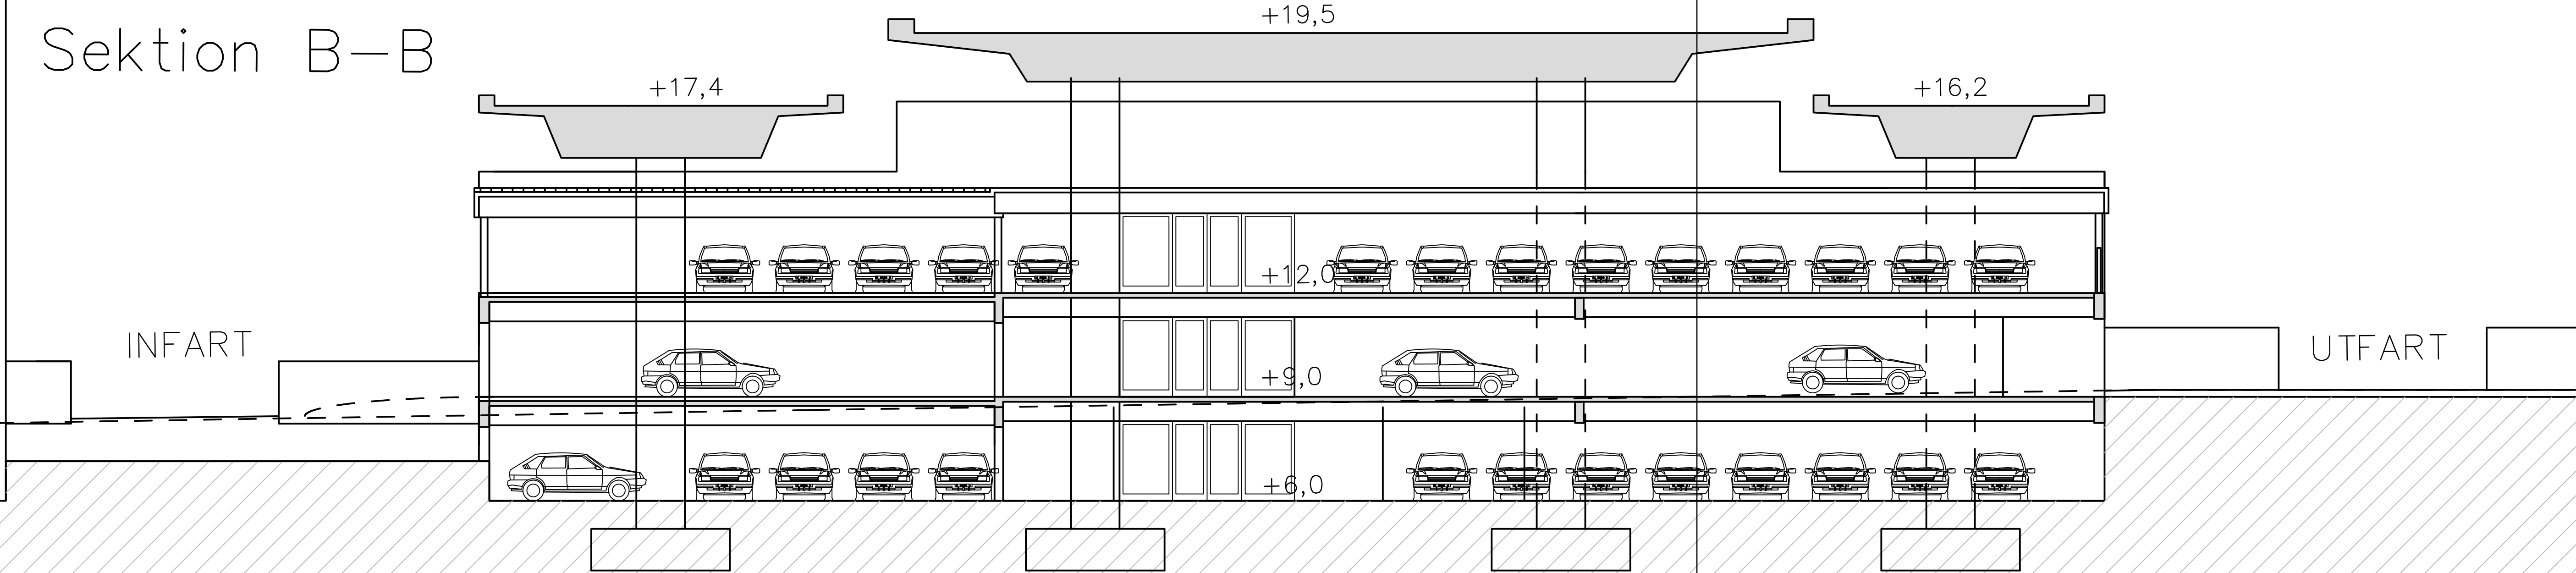 Sektion B-B
+19,5
+17,4
+16,2
+12,0
INFART
UTFART
+9,0
+6,0